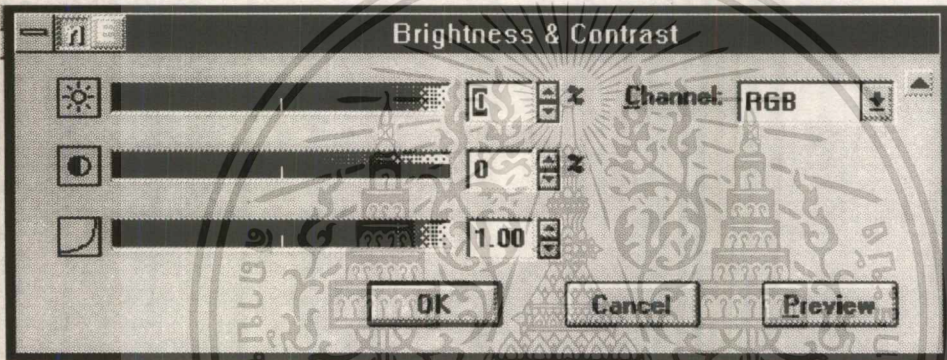 Brightness & Contrast
0 % Channel: RGB
0 %
1.00
OK Cancel Preview